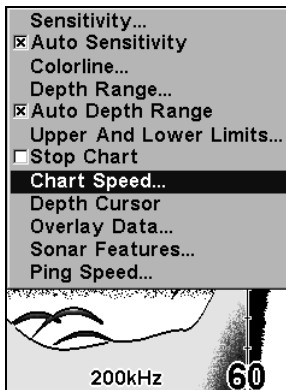 Sensitivity...
Auto Sensitivity
Colorline...
Depth Range...
Auto Depth Range
Upper And Lower Limits...
Stop Chart
Chart Speed...
Depth Cursor
Overlay Data...
Sonar Features...
Ping Speed...
200kHz
60